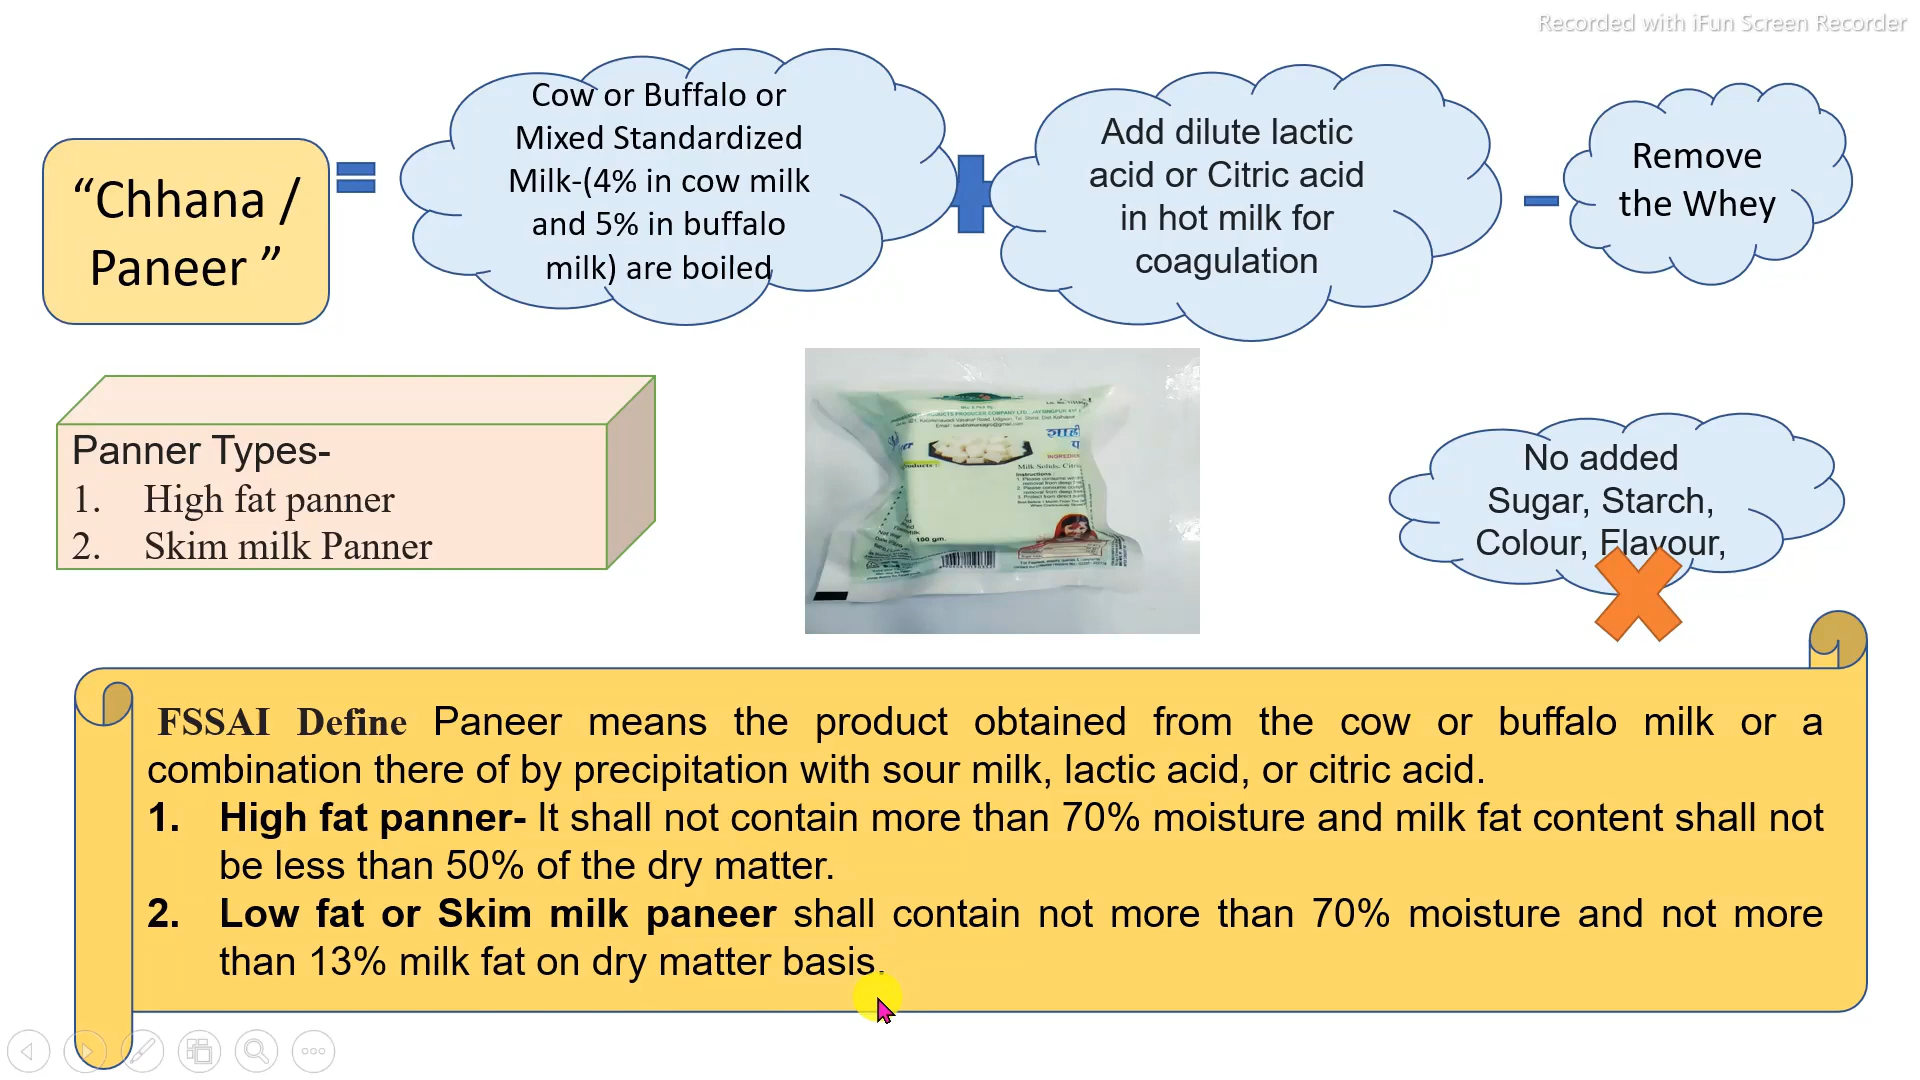 Recorded with iFun Screen Recorder
“Chhana /
Paneer ”
Cow or Buffalo or
Mixed Standardized
Milk-(4% in cow milk
and 5% in buffalo
milk) are boiled
Add dilute lactic
acid or Citric acid
in hot milk for
coagulation
Remove
the Whey
Panner Types-
1. High fat panner
2. Skim milk Panner
100 gm.
No added
Sugar, Starch,
Colour, Flavour,
FSSAI Define Paneer means the product obtained from the cow or buffalo milk or a
combination there of by precipitation with sour milk, lactic acid, or citric acid.
1. High fat panner- It shall not contain more than 70% moisture and milk fat content shall not
be less than 50% of the dry matter.
2. Low fat or Skim milk paneer shall contain not more than 70% moisture and not more
than 13% milk fat on dry matter basis.